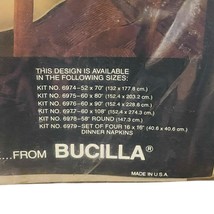 THIS DESIGN IS AVAILABLE
IN THE FOLLOWING SIZES:
KIT NO. 6974–52 x 70" (132 x 177.8 cm.)
KIT NO. 6975–60 x 80" (152.4 x 203.2 cm.)
KIT NO. 6976–60 x 90" (152.4 x 228.6 cm.)
KIT NO. 6977–60 x 108" (152.4 x 274.3 cm.)
KIT NO. 6978–58" ROUND (147.3 cm.)
KIT NO. 6979–SET OF FOUR 16 x 16" (40.6 x 40.6 cm.)
DINNER NAPKINS
....FROM BUCILLA®
MADE IN U.S.A.